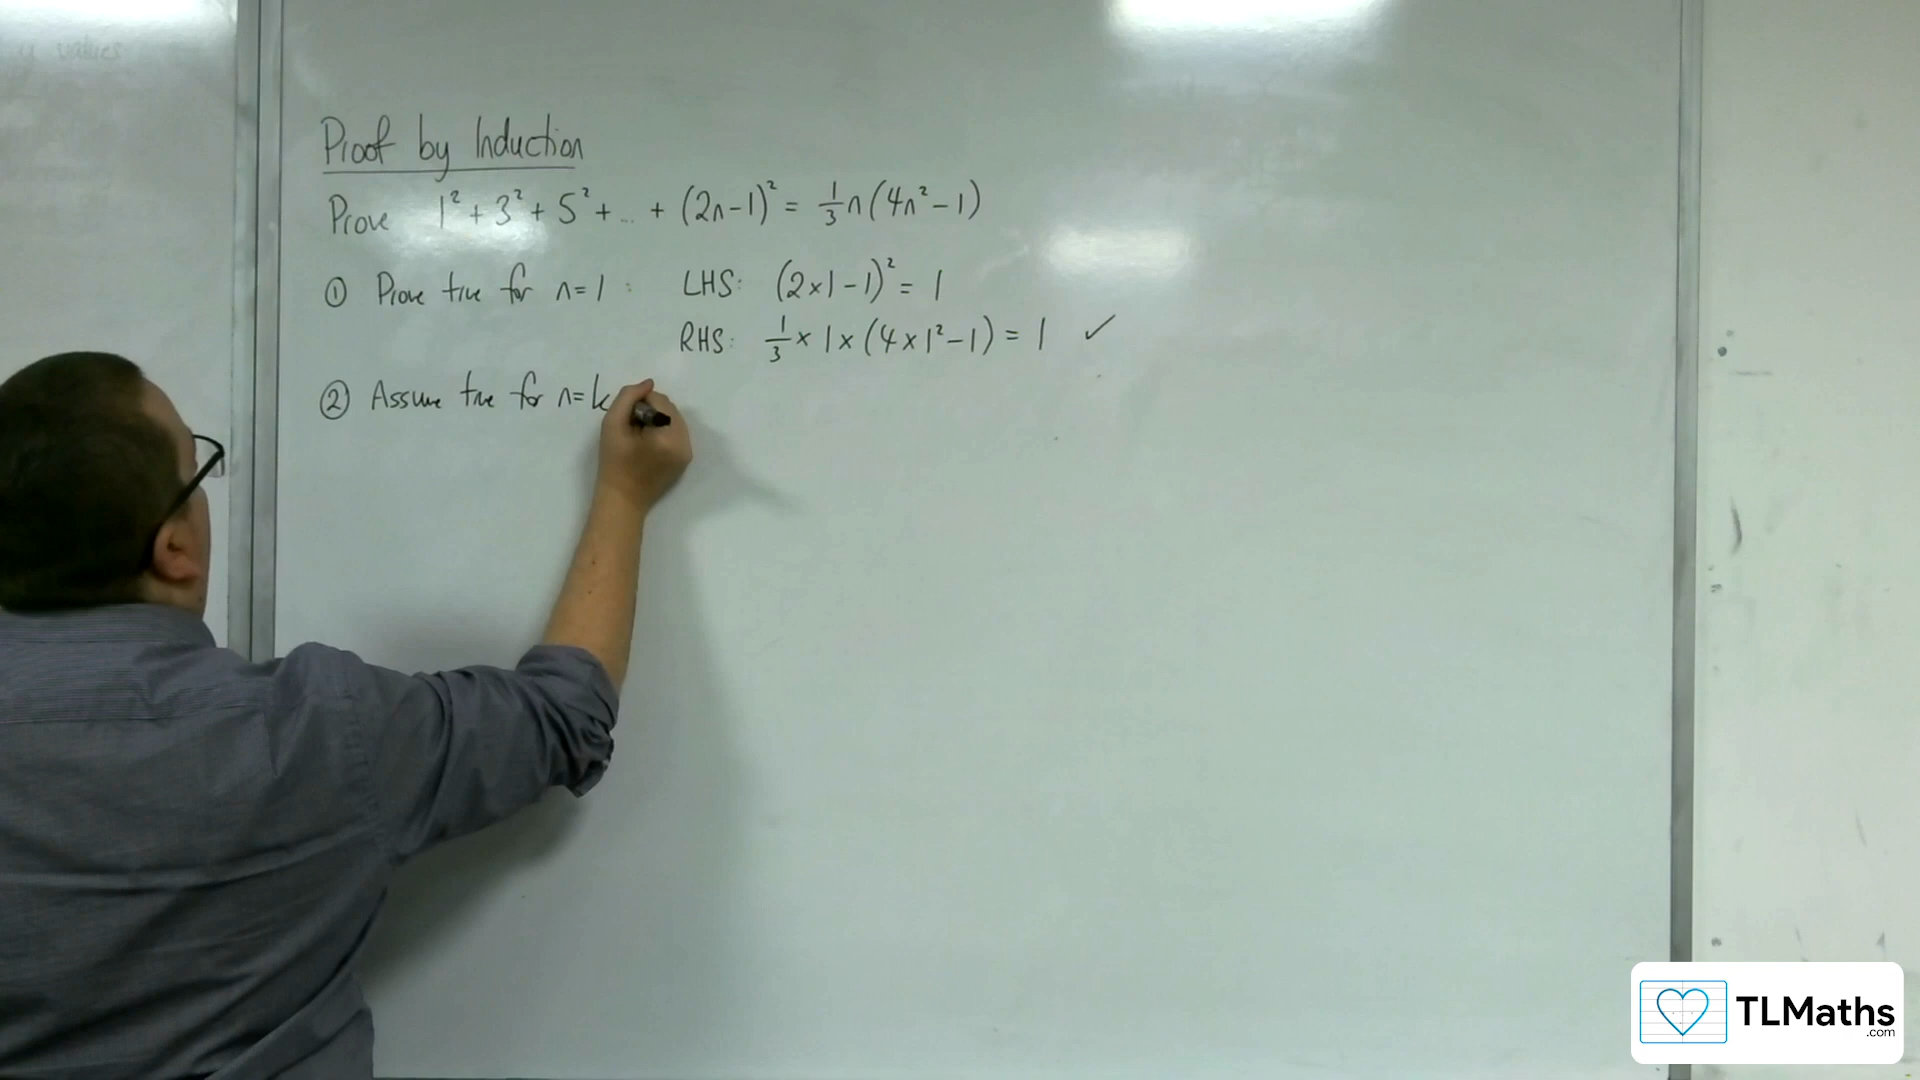 y values
Proof by Induction
Prove 1² + 3² + 5² + ... + (2n-1)² = 1/3 n(4n² - 1)
① Prove true for n=1 : LHS: (2×1-1)² = 1
RHS: 1/3 × 1 × (4×1²-1) = 1 ✓
② Assume true for n=k
TLMaths
.com